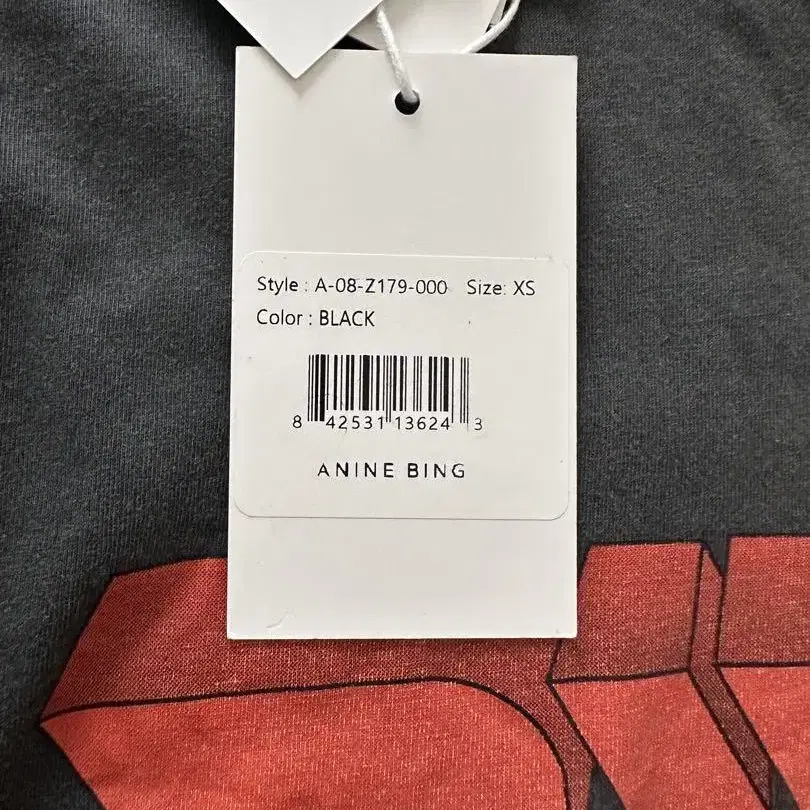 Style : A-08-Z179-000 Size: XS
Color : BLACK
8 42531 13624 3
ANINE BING